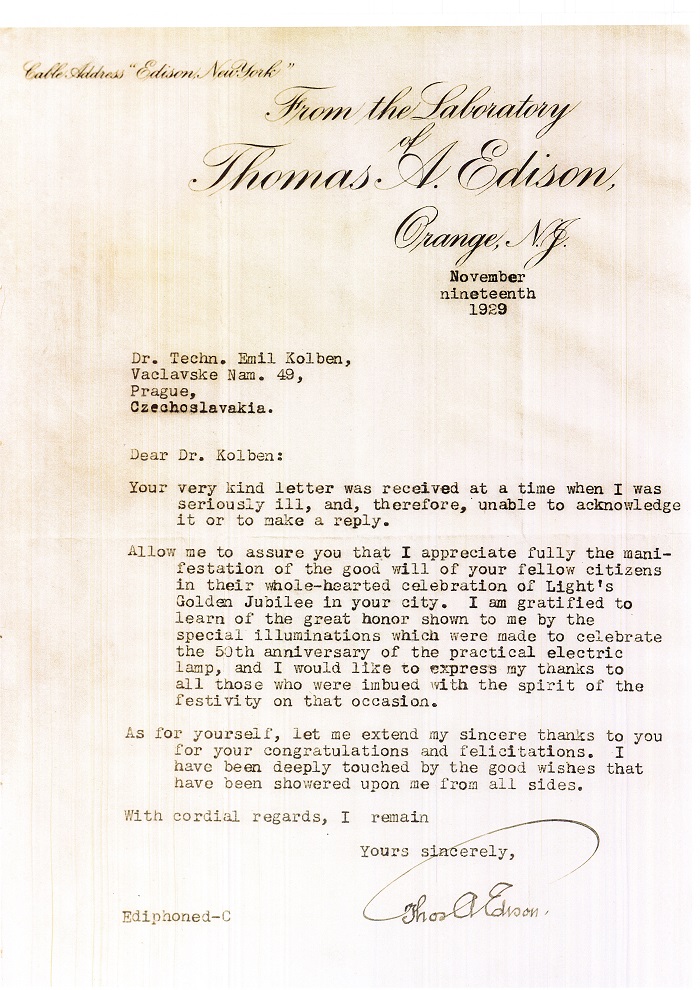 Cable Address "Edison, New York"
From the Laboratory
of
Thomas A. Edison,
Orange, N.J.
November
nineteenth
1929
Dr. Techn. Emil Kolben,
Vaclavske Nam. 49,
Prague,
Czechoslavakia.
Dear Dr. Kolben:
Your very kind letter was received at a time when I was
seriously ill, and, therefore, unable to acknowledge
it or to make a reply.
Allow me to assure you that I appreciate fully the mani-
festation of the good will of your fellow citizens
in their whole-hearted celebration of Light's
Golden Jubilee in your city. I am gratified to
learn of the great honor shown to me by the
special illuminations which were made to celebrate
the 50th anniversary of the practical electric
lamp, and I would like to express my thanks to
all those who were imbued with the spirit of the
festivity on that occasion.
As for yourself, let me extend my sincere thanks to you
for your congratulations and felicitations. I
have been deeply touched by the good wishes that
have been showered upon me from all sides.
With cordial regards, I remain
Yours sincerely,
Thos A Edison.
Ediphoned-C